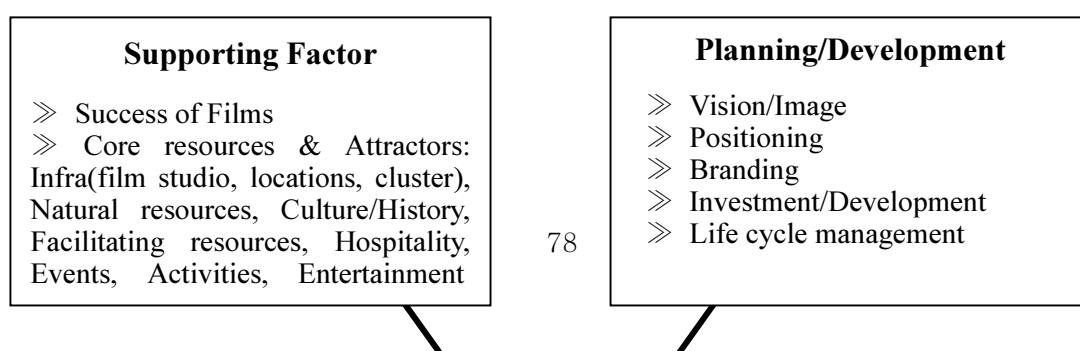 Supporting Factor
≫ Success of Films
≫ Core resources & Attractors:
Infra(film studio, locations, cluster),
Natural resources, Culture/History,
Facilitating resources, Hospitality,
Events, Activities, Entertainment
78
Planning/Development
≫ Vision/Image
≫ Positioning
≫ Branding
≫ Investment/Development
≫ Life cycle management